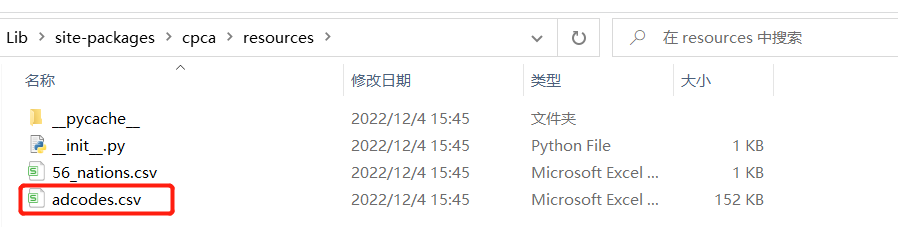 Lib > site-packages > cpca > resources >
在 resources 中搜索
名称 修改日期 类型 大小
__pycache__ 2022/12/4 15:45 文件夹
__init__.py 2022/12/4 15:45 Python File 1 KB
56_nations.csv 2022/12/4 15:45 Microsoft Excel ... 1 KB
adcodes.csv 2022/12/4 15:45 Microsoft Excel ... 152 KB